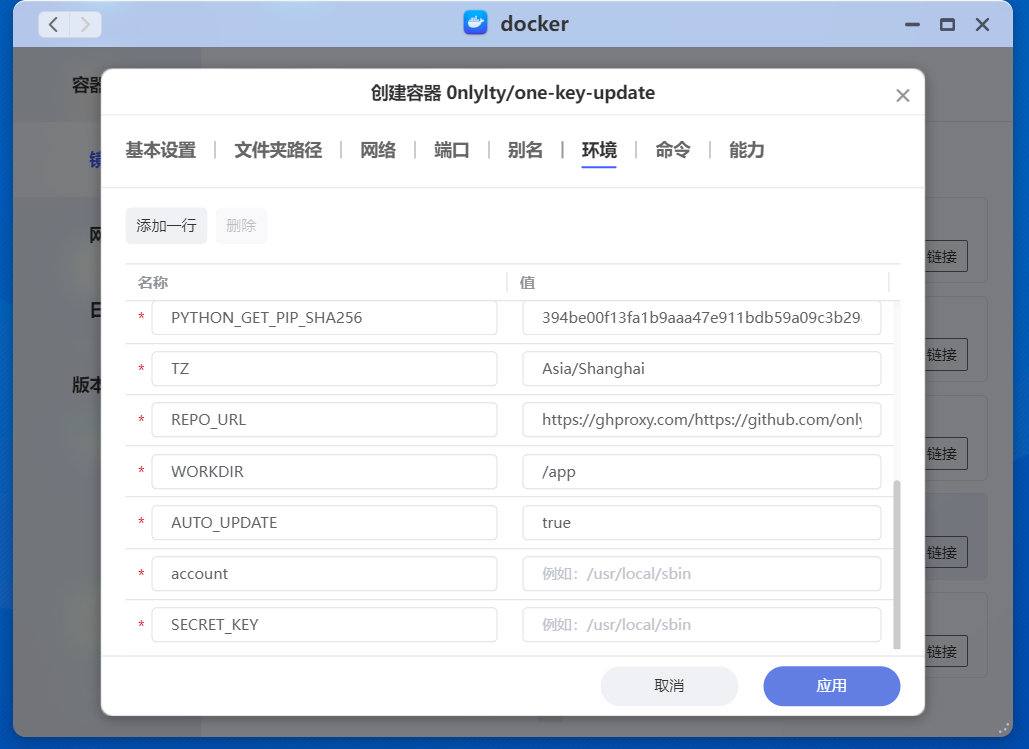 docker
容器
创建容器 0nlylty/one-key-update
基本设置 文件夹路径 网络 端口 别名 环境 命令 能力
添加一行 删除
名称 值
* PYTHON_GET_PIP_SHA256 394be00f13fa1b9aaa47e911bdb59a09c3b29
* TZ Asia/Shanghai
* REPO_URL https://ghproxy.com/https://github.com/only
* WORKDIR /app
* AUTO_UPDATE true
* account 例如：/usr/local/sbin
* SECRET_KEY 例如：/usr/local/sbin
取消 应用
版本
链接
链接
链接
链接
链接